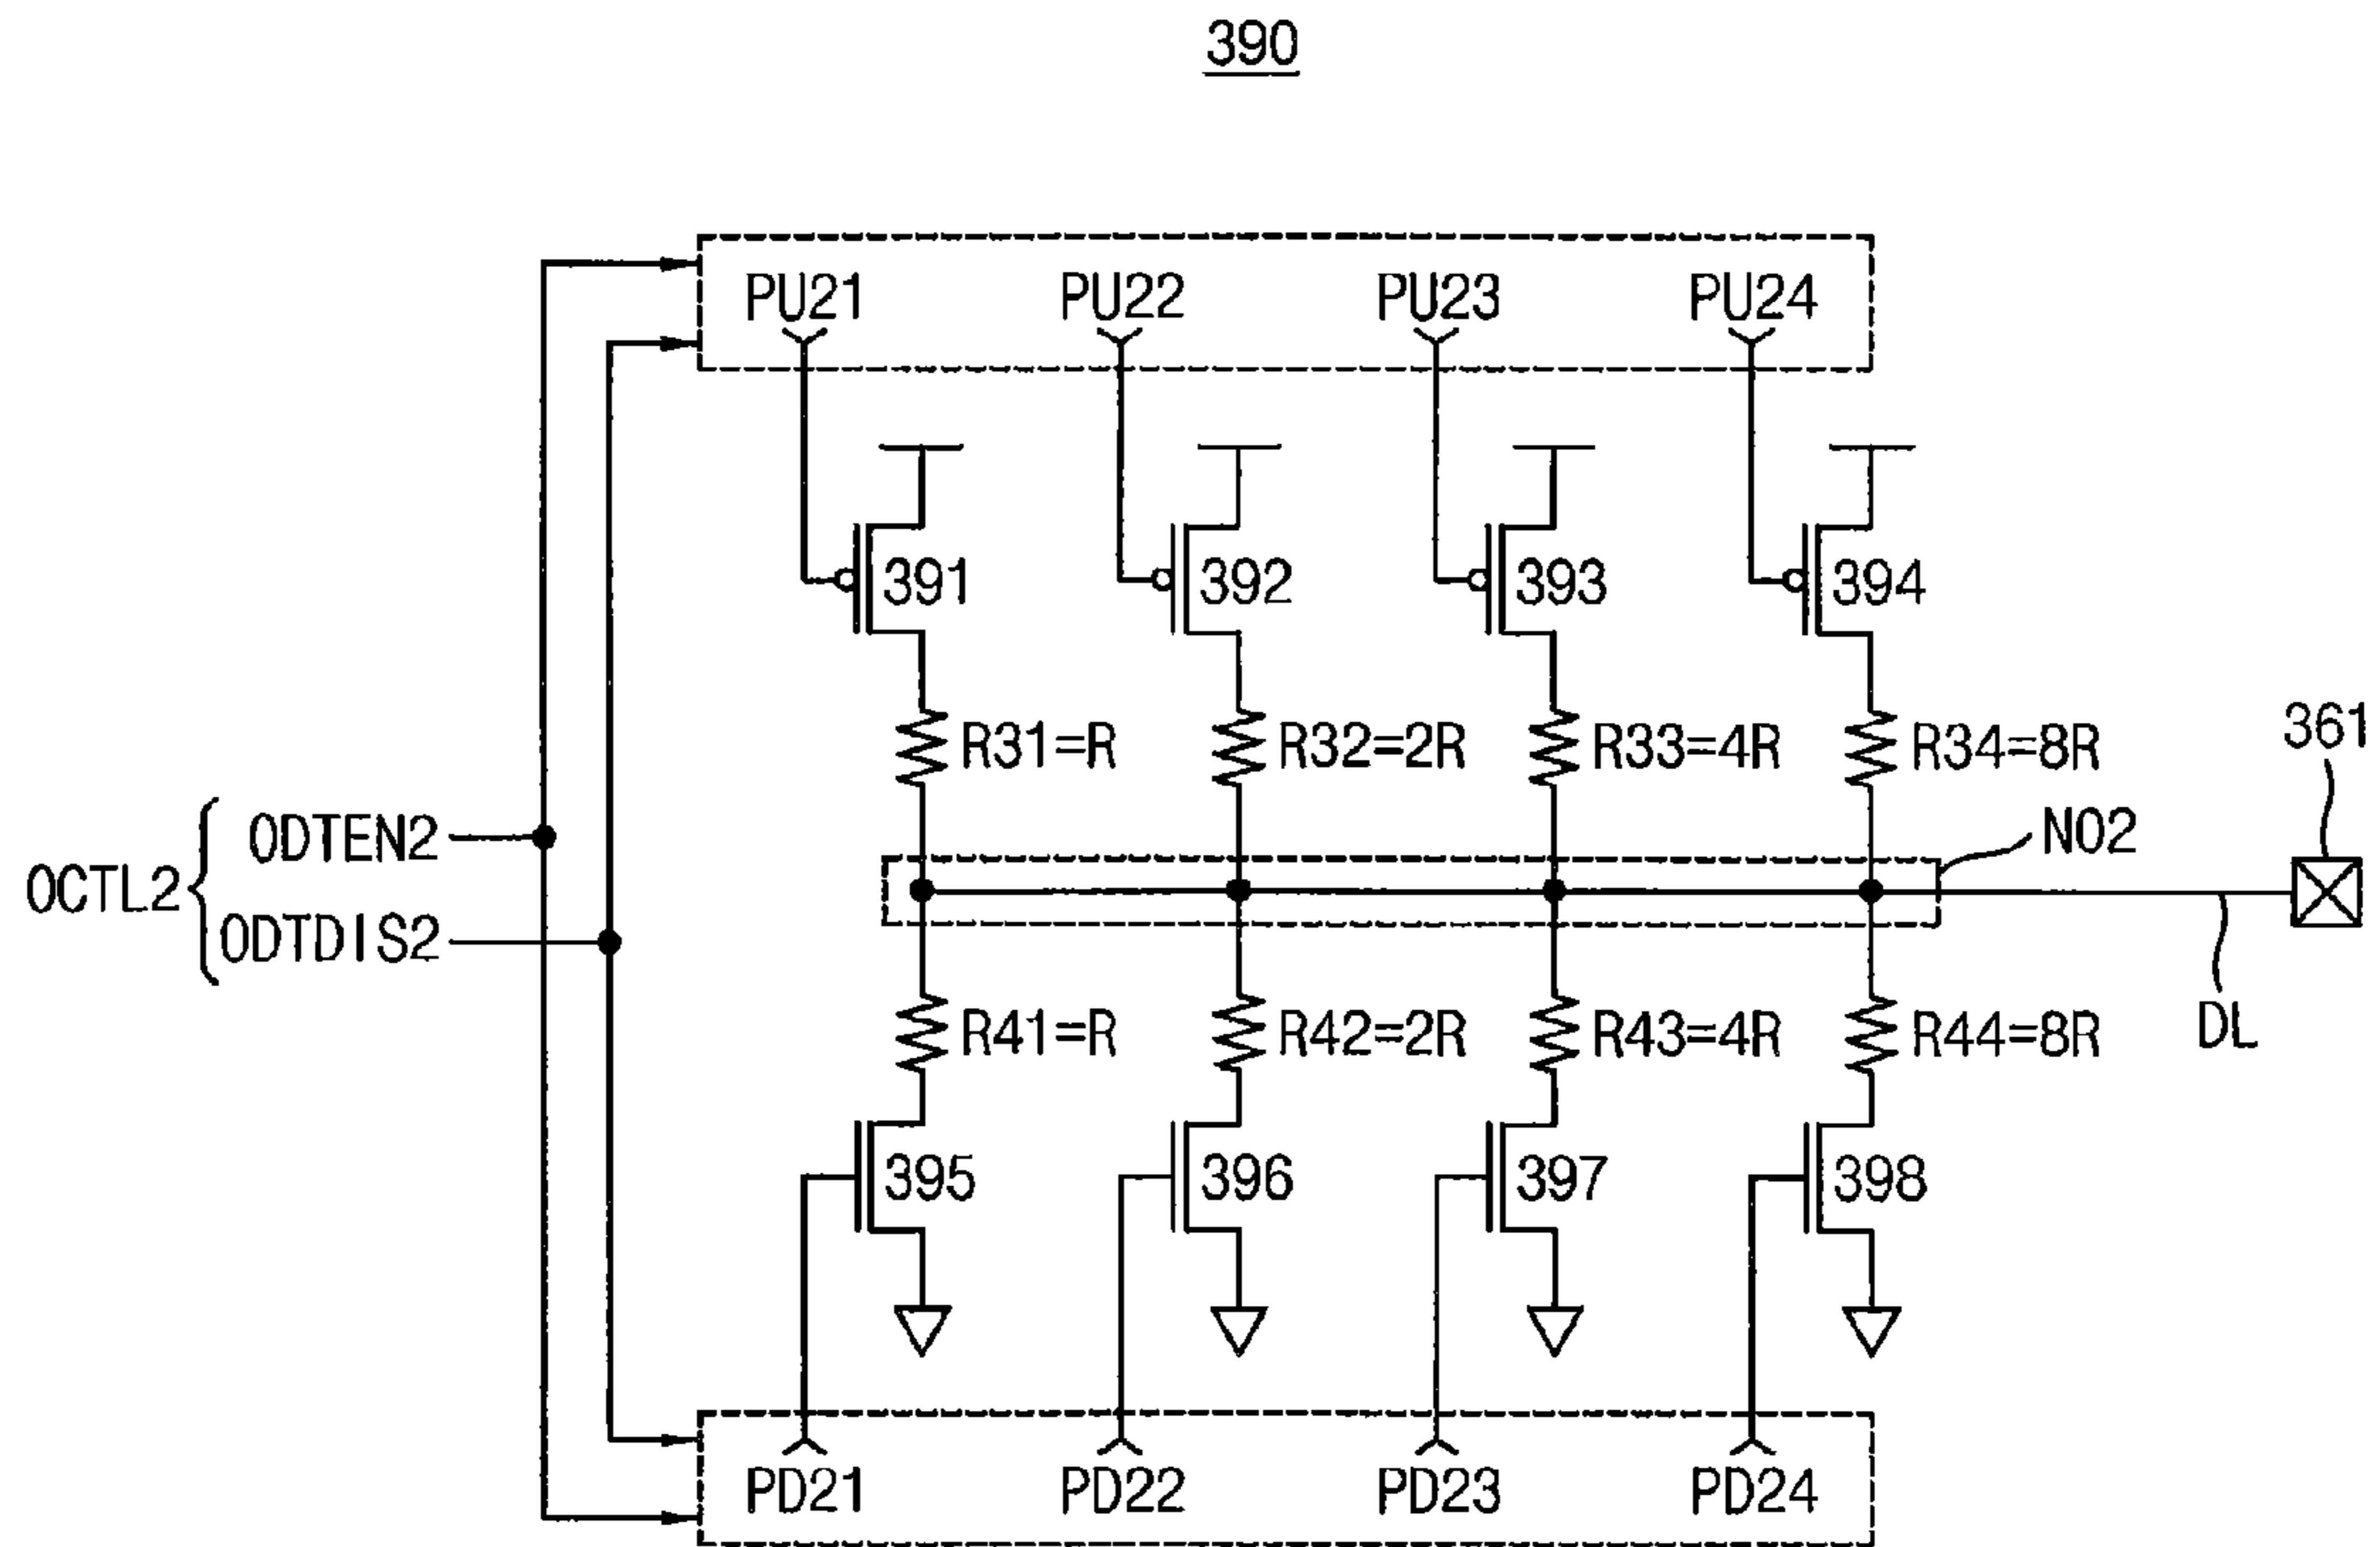 390
PU21 PU22 PU23 PU24
391 392 393 394
361
R31=R R32=2R R33=4R R34=8R
NO2
ODTEN2
OCTL2
ODTDIS2
DL
R41=R R42=2R R43=4R R44=8R
395 396 397 398
PD21 PD22 PD23 PD24